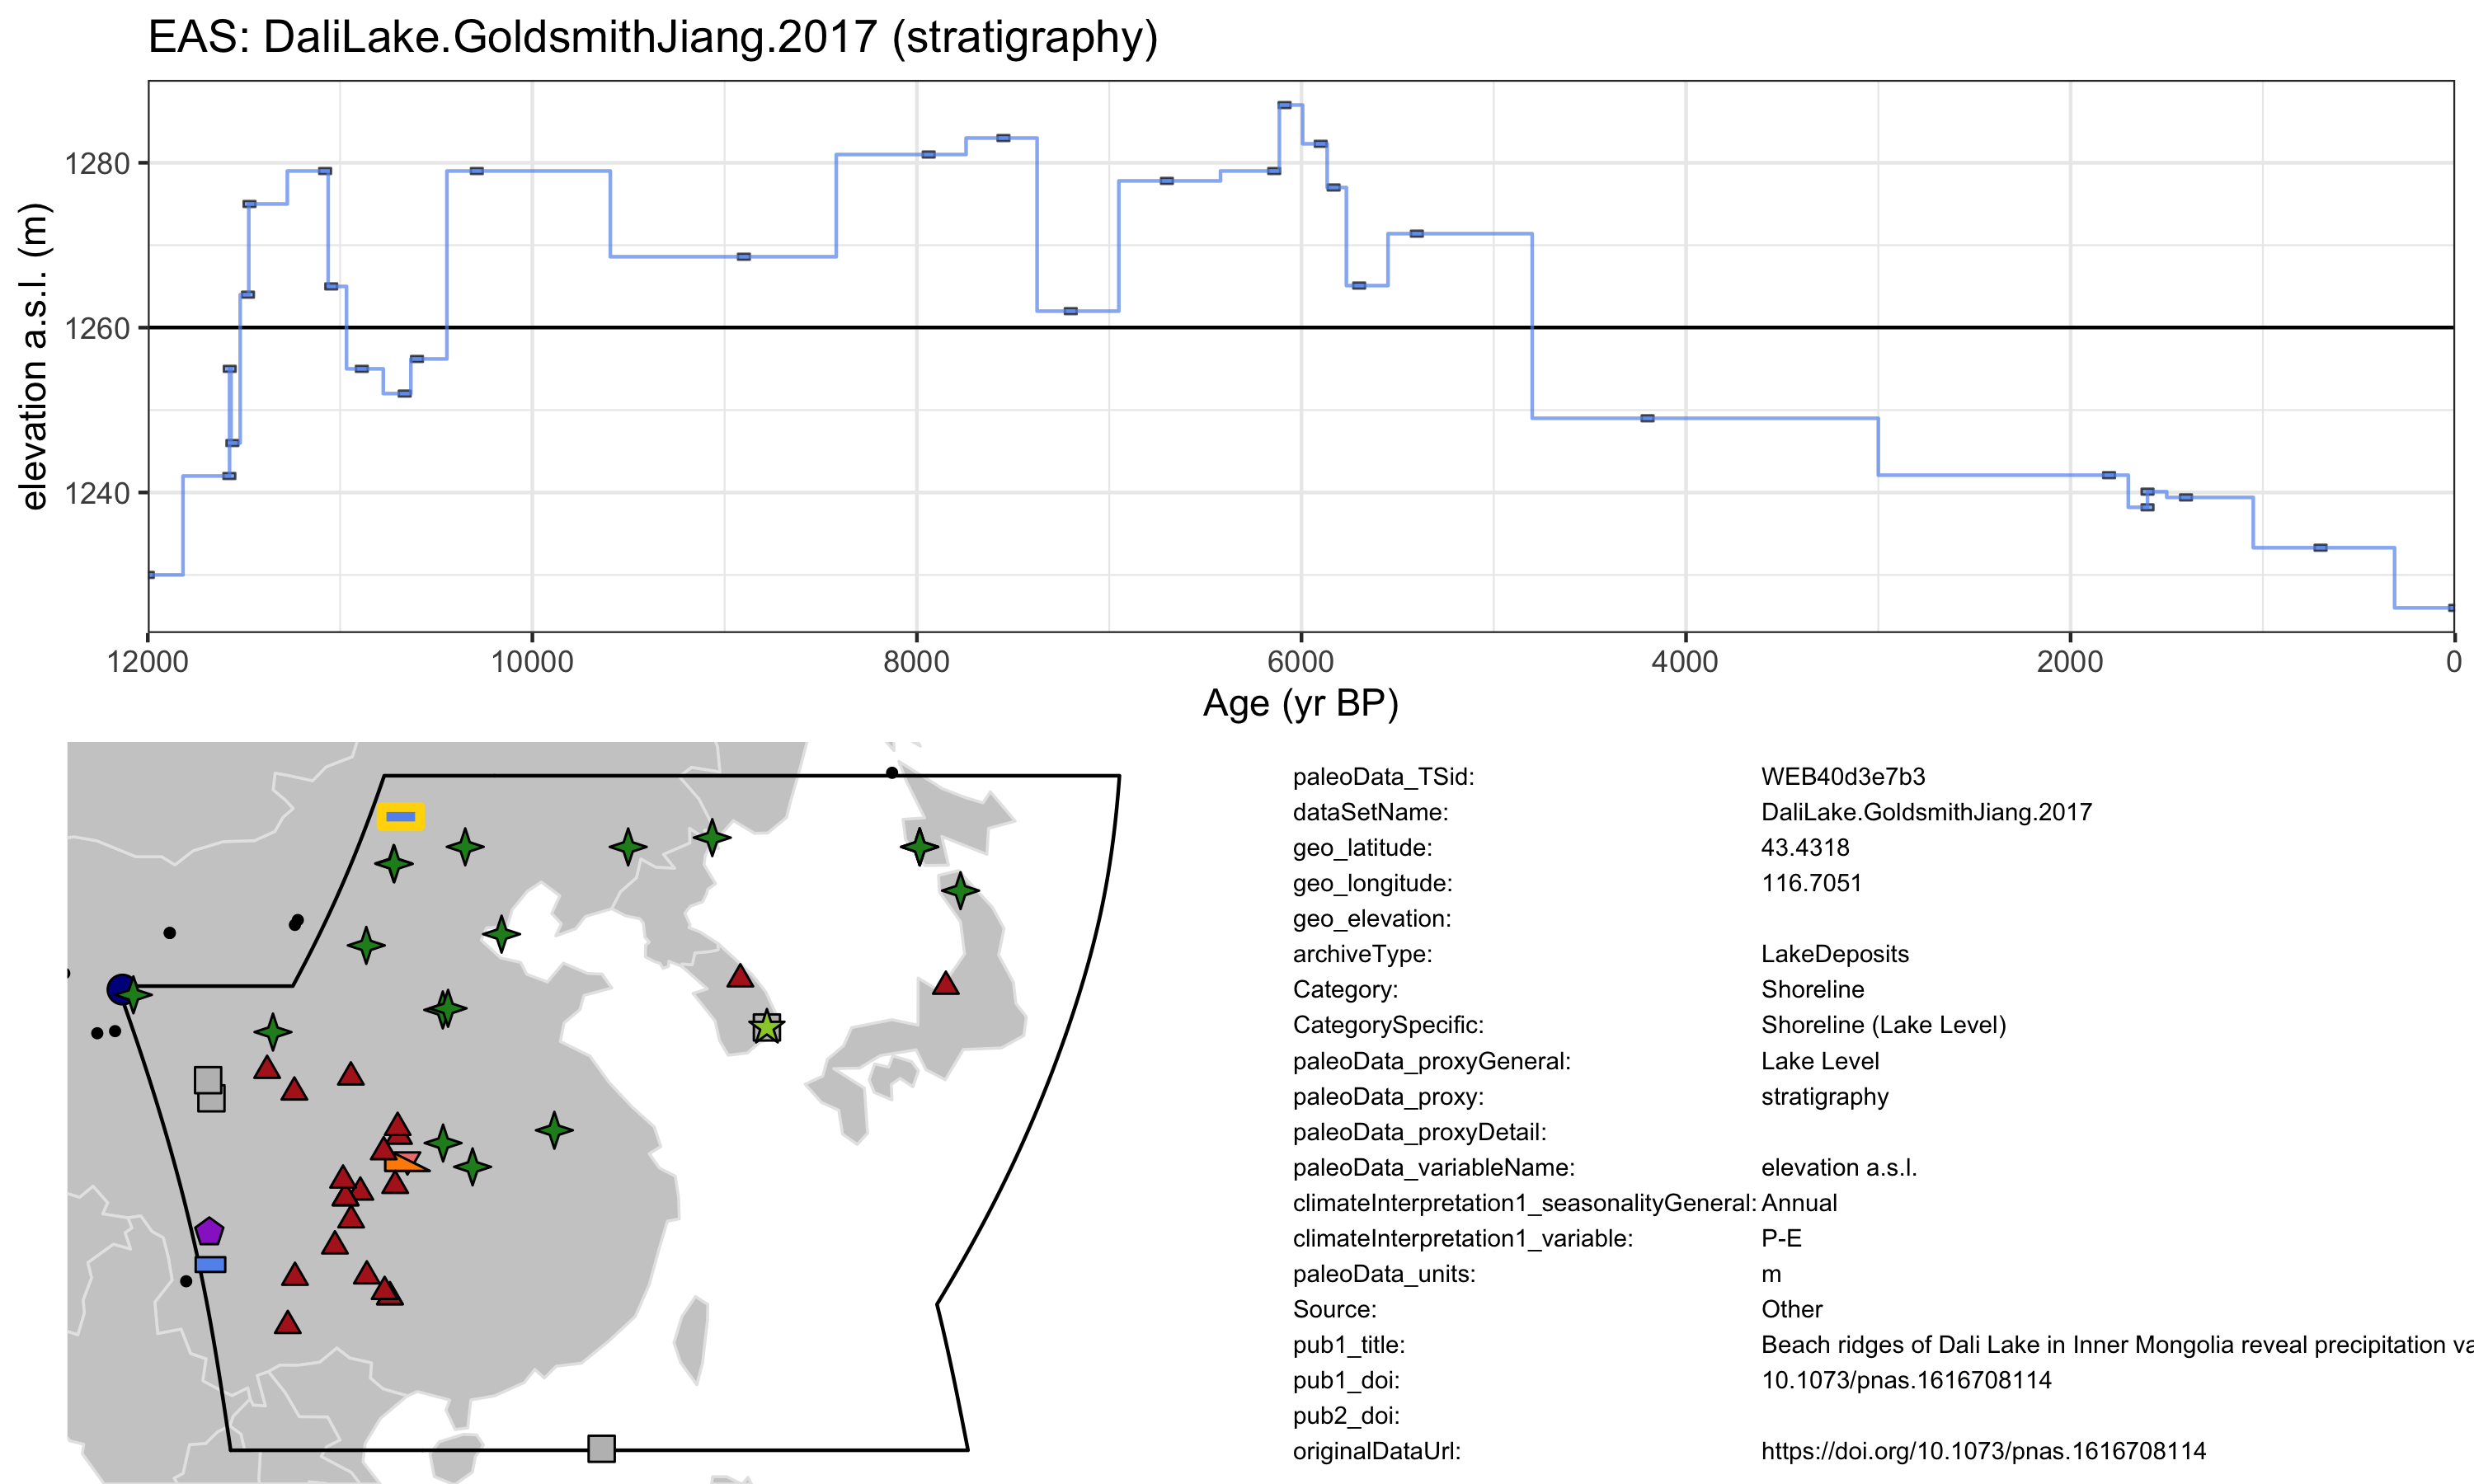 EAS: DaliLake.GoldsmithJiang.2017 (stratigraphy)
elevation a.s.l. (m)
1280
1260
1240
12000 10000 8000 6000 4000 2000 0
Age (yr BP)
paleoData_TSid: WEB40d3e7b3
dataSetName: DaliLake.GoldsmithJiang.2017
geo_latitude: 43.4318
geo_longitude: 116.7051
geo_elevation:
archiveType: LakeDeposits
Category: Shoreline
CategorySpecific: Shoreline (Lake Level)
paleoData_proxyGeneral: Lake Level
paleoData_proxy: stratigraphy
paleoData_proxyDetail:
paleoData_variableName: elevation a.s.l.
climateInterpretation1_seasonalityGeneral: Annual
climateInterpretation1_variable: P-E
paleoData_units: m
Source: Other
pub1_title: Beach ridges of Dali Lake in Inner Mongolia reveal precipitation va
pub1_doi: 10.1073/pnas.1616708114
pub2_doi:
originalDataUrl: https://doi.org/10.1073/pnas.1616708114